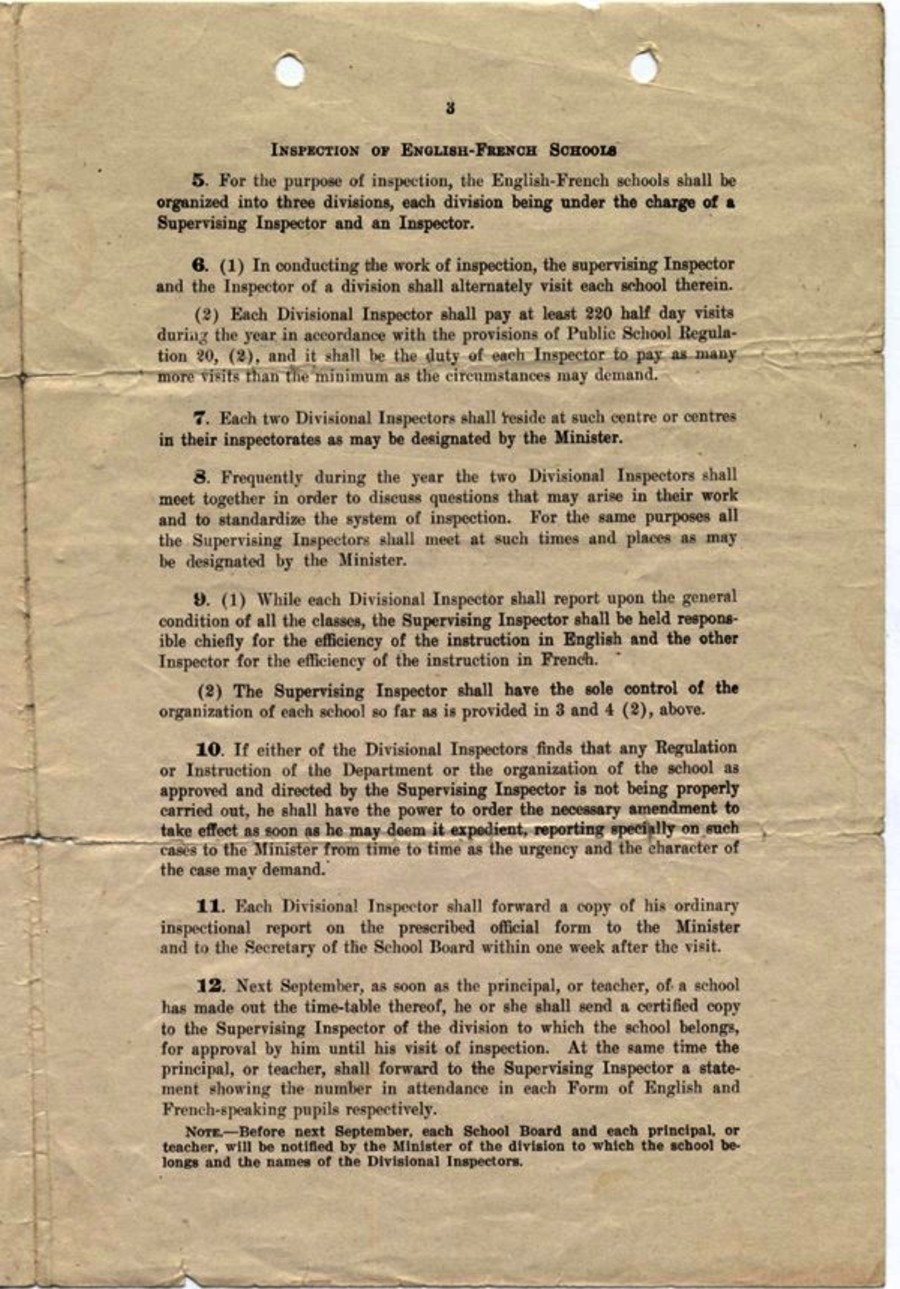 3
INSPECTION OF ENGLISH-FRENCH SCHOOLS
5. For the purpose of inspection, the English-French schools shall be
organized into three divisions, each division being under the charge of a
Supervising Inspector and an Inspector.
6. (1) In conducting the work of inspection, the supervising Inspector
and the Inspector of a division shall alternately visit each school therein.
(2) Each Divisional Inspector shall pay at least 220 half day visits
during the year in accordance with the provisions of Public School Regula-
tion 20, (2), and it shall be the duty of each Inspector to pay as many
more visits than the minimum as the circumstances may demand.
7. Each two Divisional Inspectors shall reside at such centre or centres
in their inspectorates as may be designated by the Minister.
8. Frequently during the year the two Divisional Inspectors shall
meet together in order to discuss questions that may arise in their work
and to standardize the system of inspection. For the same purposes all
the Supervising Inspectors shall meet at such times and places as may
be designated by the Minister.
9. (1) While each Divisional Inspector shall report upon the general
condition of all the classes, the Supervising Inspector shall be held respons-
ible chiefly for the efficiency of the instruction in English and the other
Inspector for the efficiency of the instruction in French.
(2) The Supervising Inspector shall have the sole control of the
organization of each school so far as is provided in 3 and 4 (2), above.
10. If either of the Divisional Inspectors finds that any Regulation
or Instruction of the Department or the organization of the school as
approved and directed by the Supervising Inspector is not being properly
carried out, he shall have the power to order the necessary amendment to
take effect as soon as he may deem it expedient, reporting specially on such
cases to the Minister from time to time as the urgency and the character of
the case may demand.
11. Each Divisional Inspector shall forward a copy of his ordinary
inspectional report on the prescribed official form to the Minister
and to the Secretary of the School Board within one week after the visit.
12. Next September, as soon as the principal, or teacher, of a school
has made out the time-table thereof, he or she shall send a certified copy
to the Supervising Inspector of the division to which the school belongs,
for approval by him until his visit of inspection. At the same time the
principal, or teacher, shall forward to the Supervising Inspector a state-
ment showing the number in attendance in each Form of English and
French-speaking pupils respectively.
NOTE.—Before next September, each School Board and each principal, or
teacher, will be notified by the Minister of the division to which the school be-
longs and the names of the Divisional Inspectors.